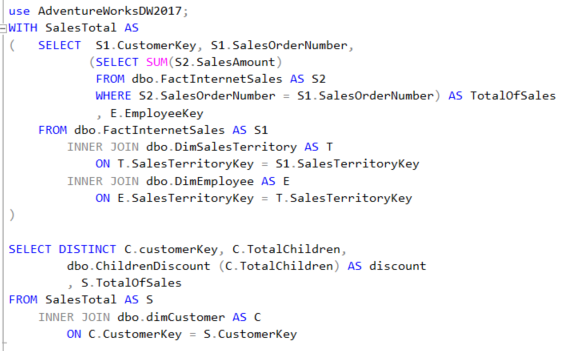 use AdventureWorksDW2017;
WITH SalesTotal AS
( SELECT S1.CustomerKey, S1.SalesOrderNumber,
(SELECT SUM(S2.SalesAmount)
FROM dbo.FactInternetSales AS S2
WHERE S2.SalesOrderNumber = S1.SalesOrderNumber) AS TotalOfSales
, E.EmployeeKey
FROM dbo.FactInternetSales AS S1
INNER JOIN dbo.DimSalesTerritory AS T
ON T.SalesTerritoryKey = S1.SalesTerritoryKey
INNER JOIN dbo.DimEmployee AS E
ON E.SalesTerritoryKey = T.SalesTerritoryKey
)
SELECT DISTINCT C.customerKey, C.TotalChildren,
dbo.ChildrenDiscount (C.TotalChildren) AS discount
, S.TotalOfSales
FROM SalesTotal AS S
INNER JOIN dbo.dimCustomer AS C
ON C.CustomerKey = S.CustomerKey